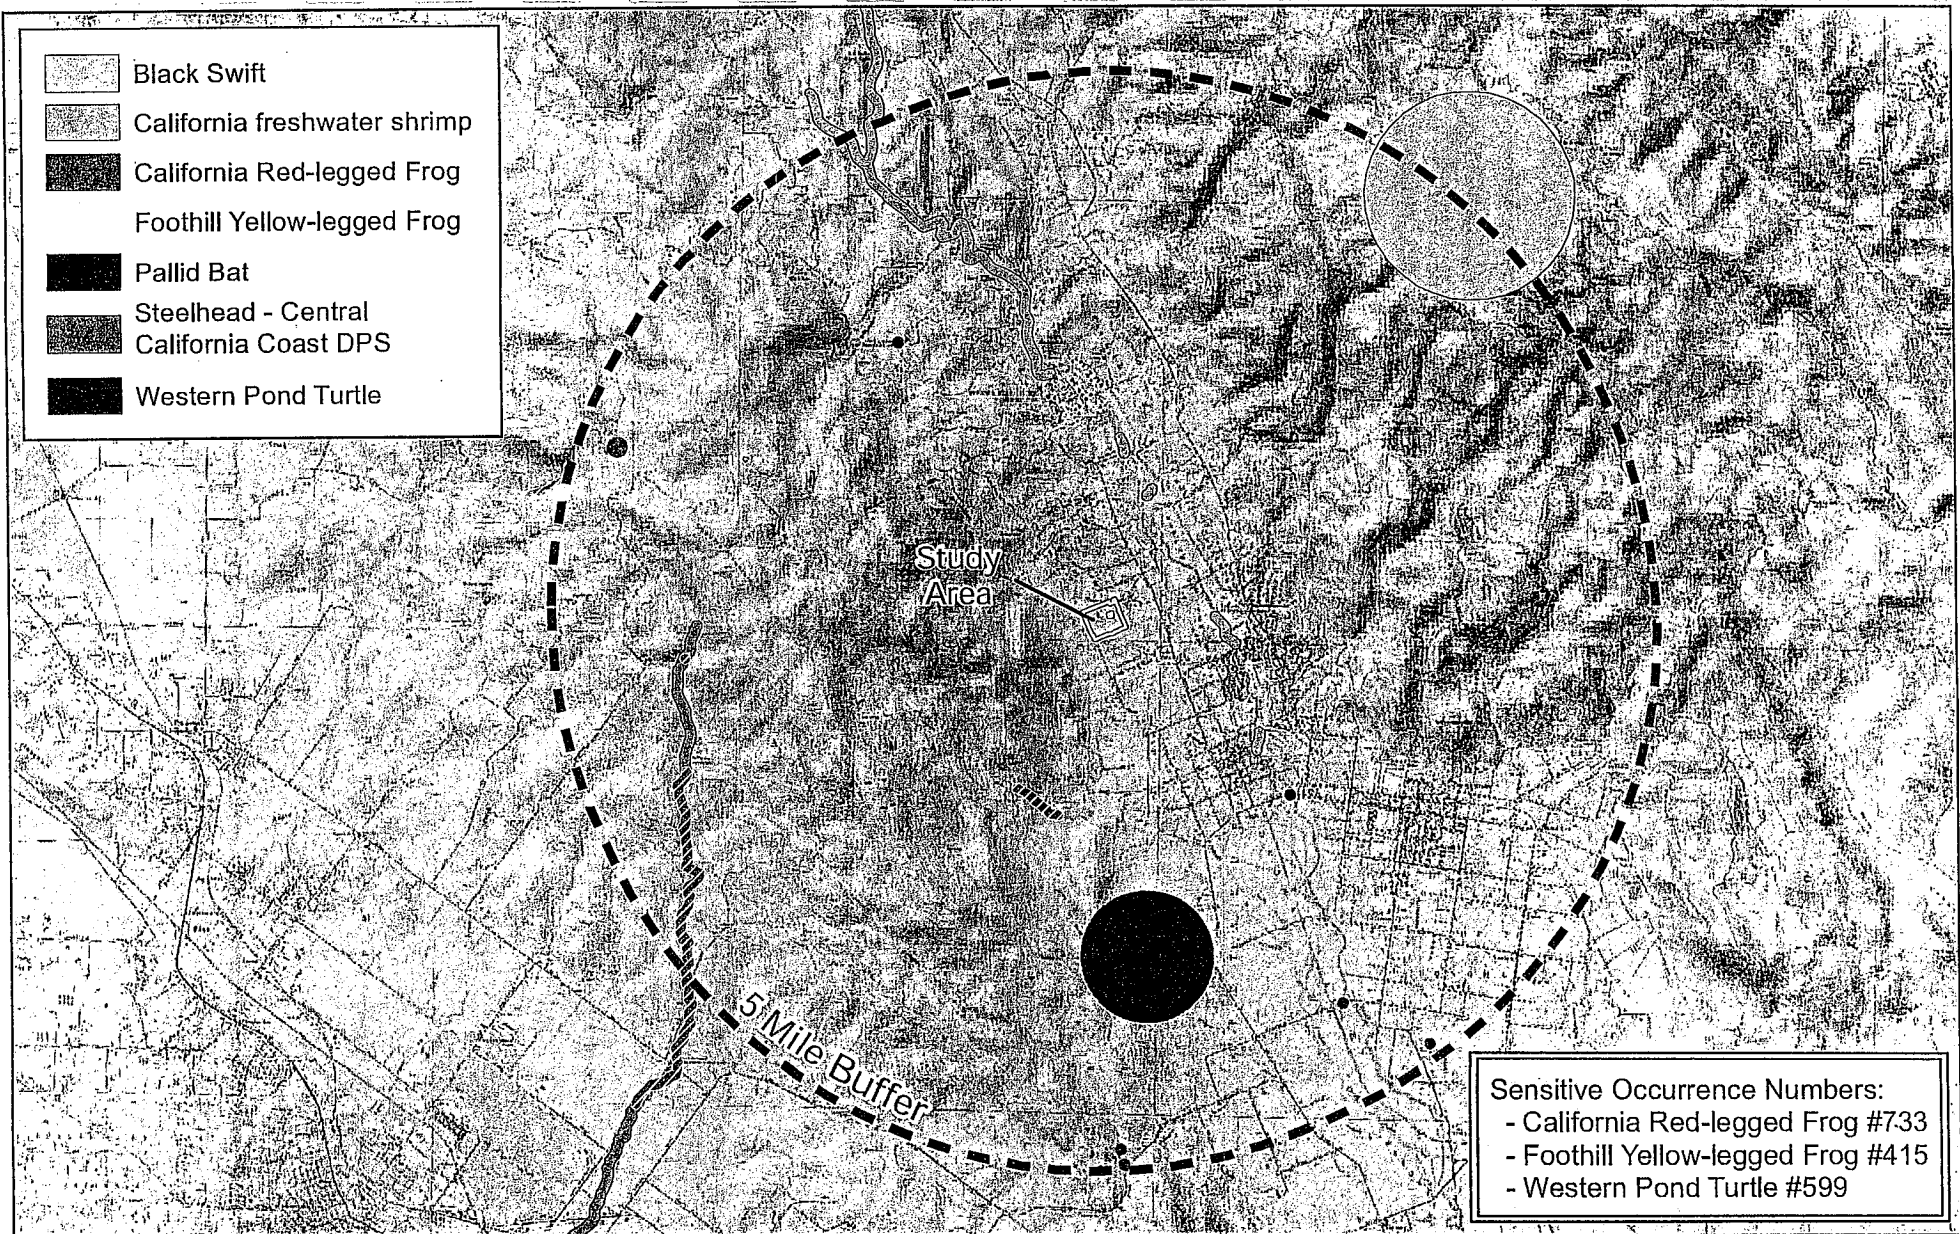 Black Swift
California freshwater shrimp
California Red-legged Frog
Foothill Yellow-legged Frog
Pallid Bat
Steelhead - Central
California Coast DPS
Western Pond Turtle
Study
Area
5 Mile Buffer
Sensitive Occurrence Numbers:
- California Red-legged Frog #733
- Foothill Yellow-legged Frog #415
- Western Pond Turtle #599